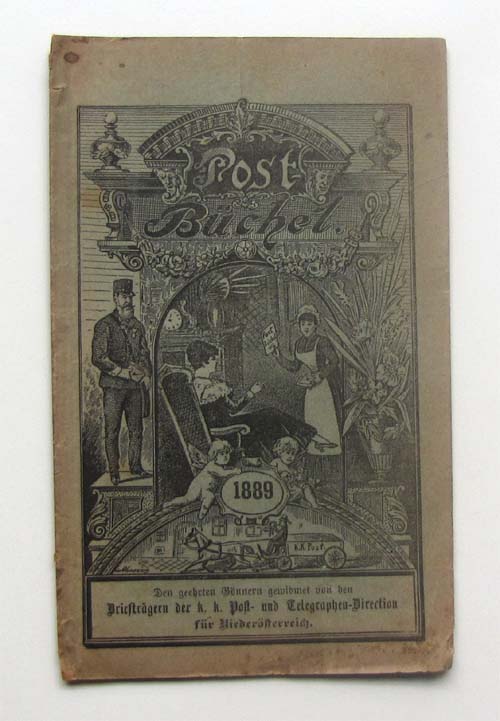 Post
Büchel.
1889
K.K. Post
Den geehrten Gönnern gewidmet von den
Briefträgern der k. k. Post- und Telegraphen-Direction
für Niederösterreich.